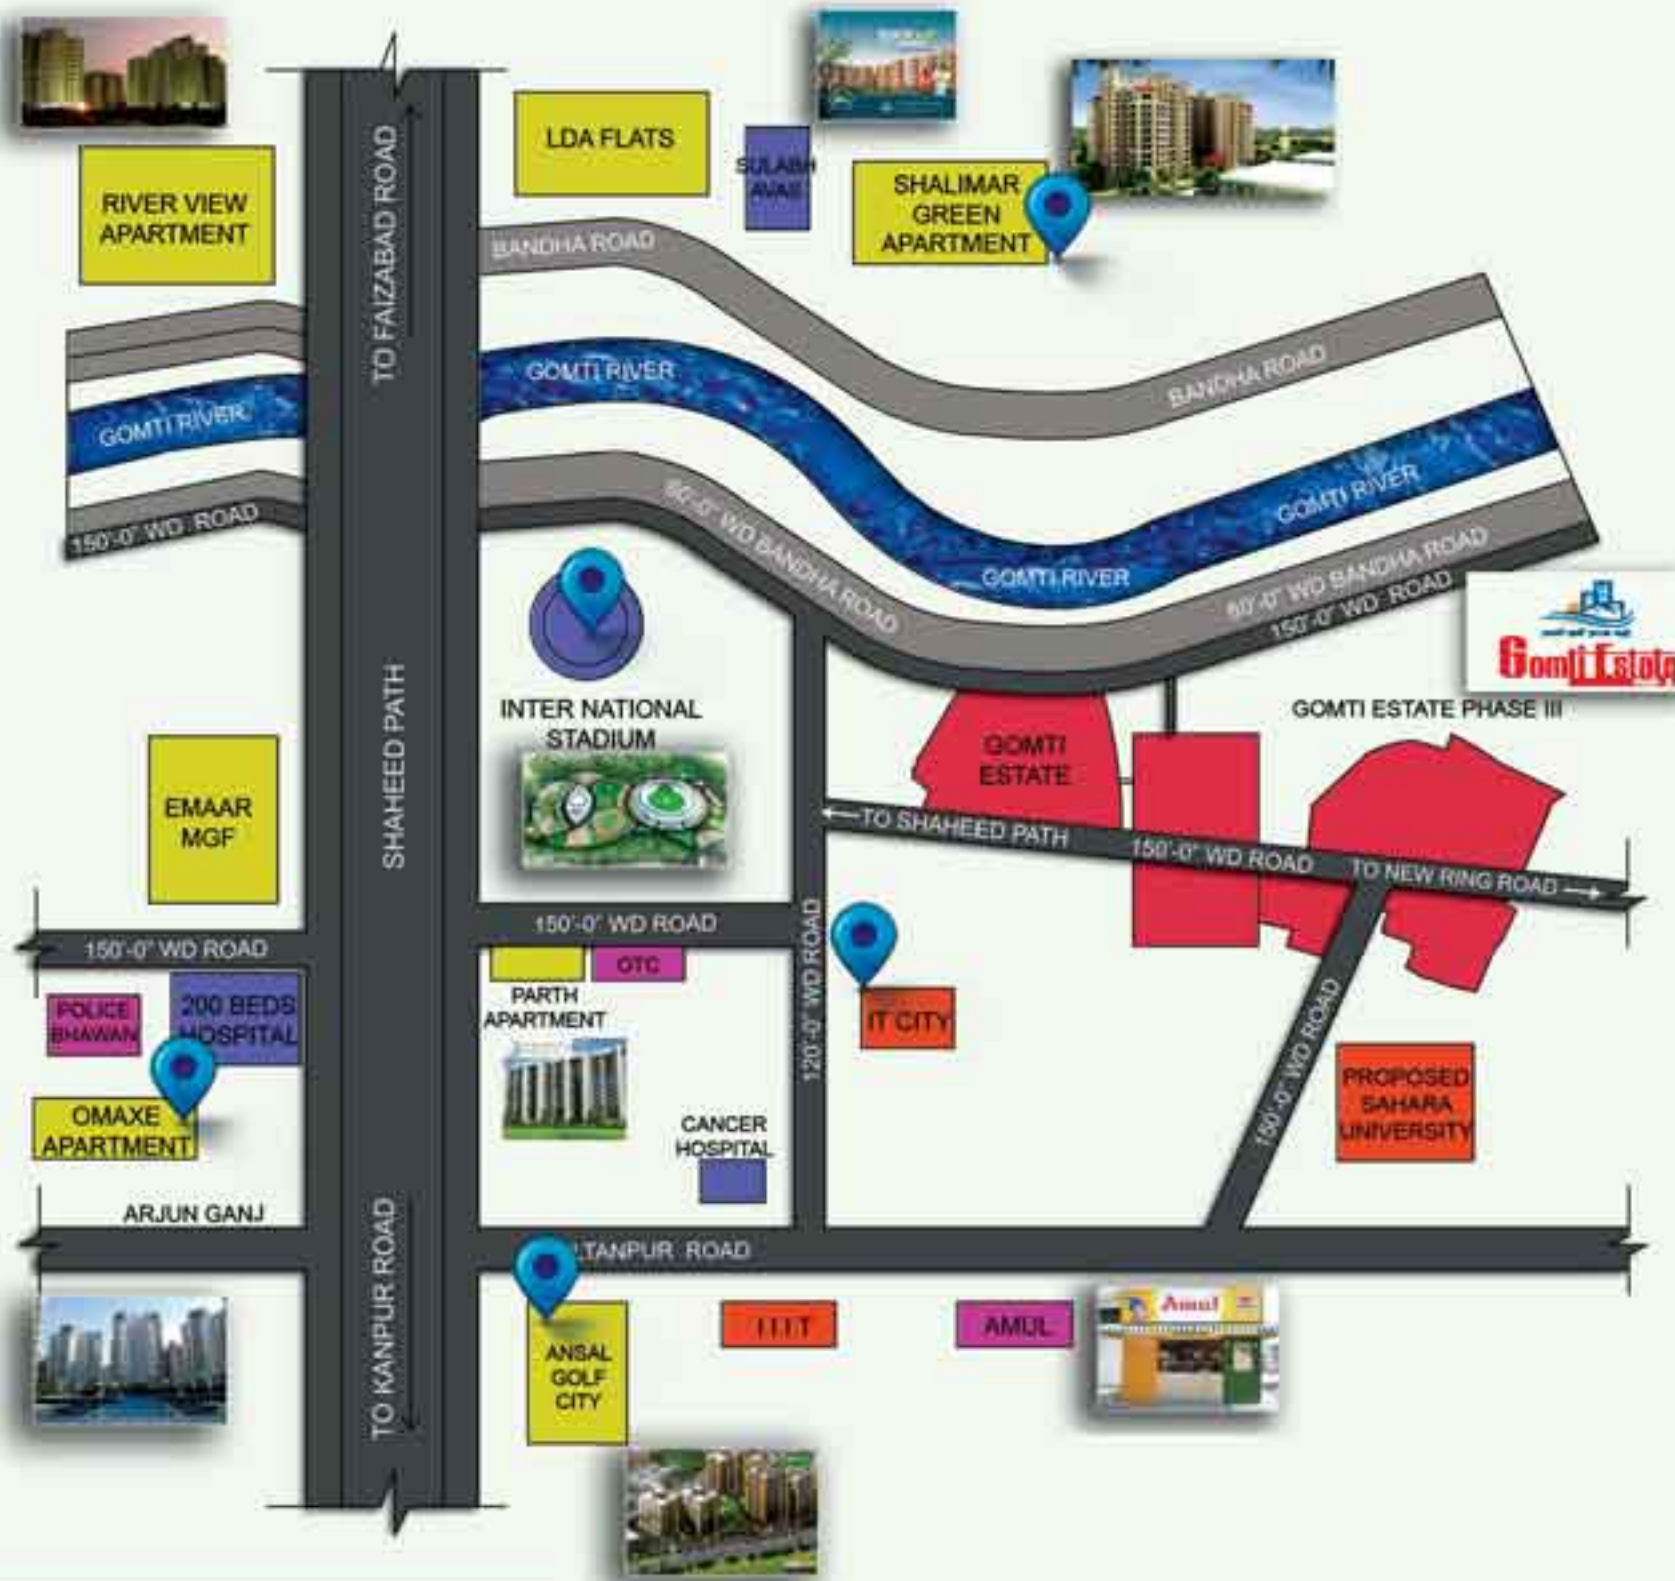 RIVER VIEW
APARTMENT
TO FAIZABAD ROAD
LDA FLATS
SULABH
AVAS
SHALIMAR
GREEN
APARTMENT
BANDHA ROAD
BANDHA ROAD
GOMTI RIVER
GOMTI RIVER
GOMTI RIVER
GOMTI RIVER
150'-0" WD ROAD
60'-0" WD BANDHA ROAD
60'-0" WD BANDHA ROAD
150'-0" WD ROAD
Gomti Estate
GOMTI ESTATE PHASE III
INTER NATIONAL
STADIUM
SHAHEED PATH
GOMTI
ESTATE
EMAAR
MGF
TO SHAHEED PATH
150'-0" WD ROAD
TO NEW RING ROAD
150'-0" WD ROAD
150'-0" WD ROAD
120'-0" WD ROAD
OTC
PARTH
APARTMENT
POLICE
BHAWAN
200 BEDS
HOSPITAL
IT CITY
150'-0" WD ROAD
PROPOSED
SAHARA
UNIVERSITY
OMAXE
APARTMENT
CANCER
HOSPITAL
ARJUN GANJ
TO KANPUR ROAD
LTANPUR ROAD
ANSAL
GOLF
CITY
I I I T
AMUL
Amul